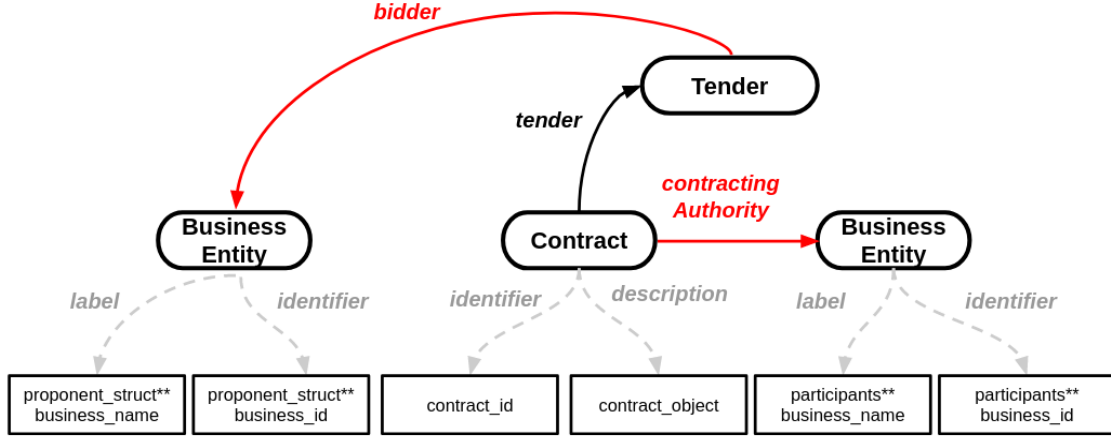 bidder
Tender
tender
contracting
Authority
Business
Entity
Contract
Business
Entity
label
identifier
identifier
description
label
identifier
proponent_struct**
business_name
proponent_struct**
business_id
contract_id
contract_object
participants**
business_name
participants**
business_id